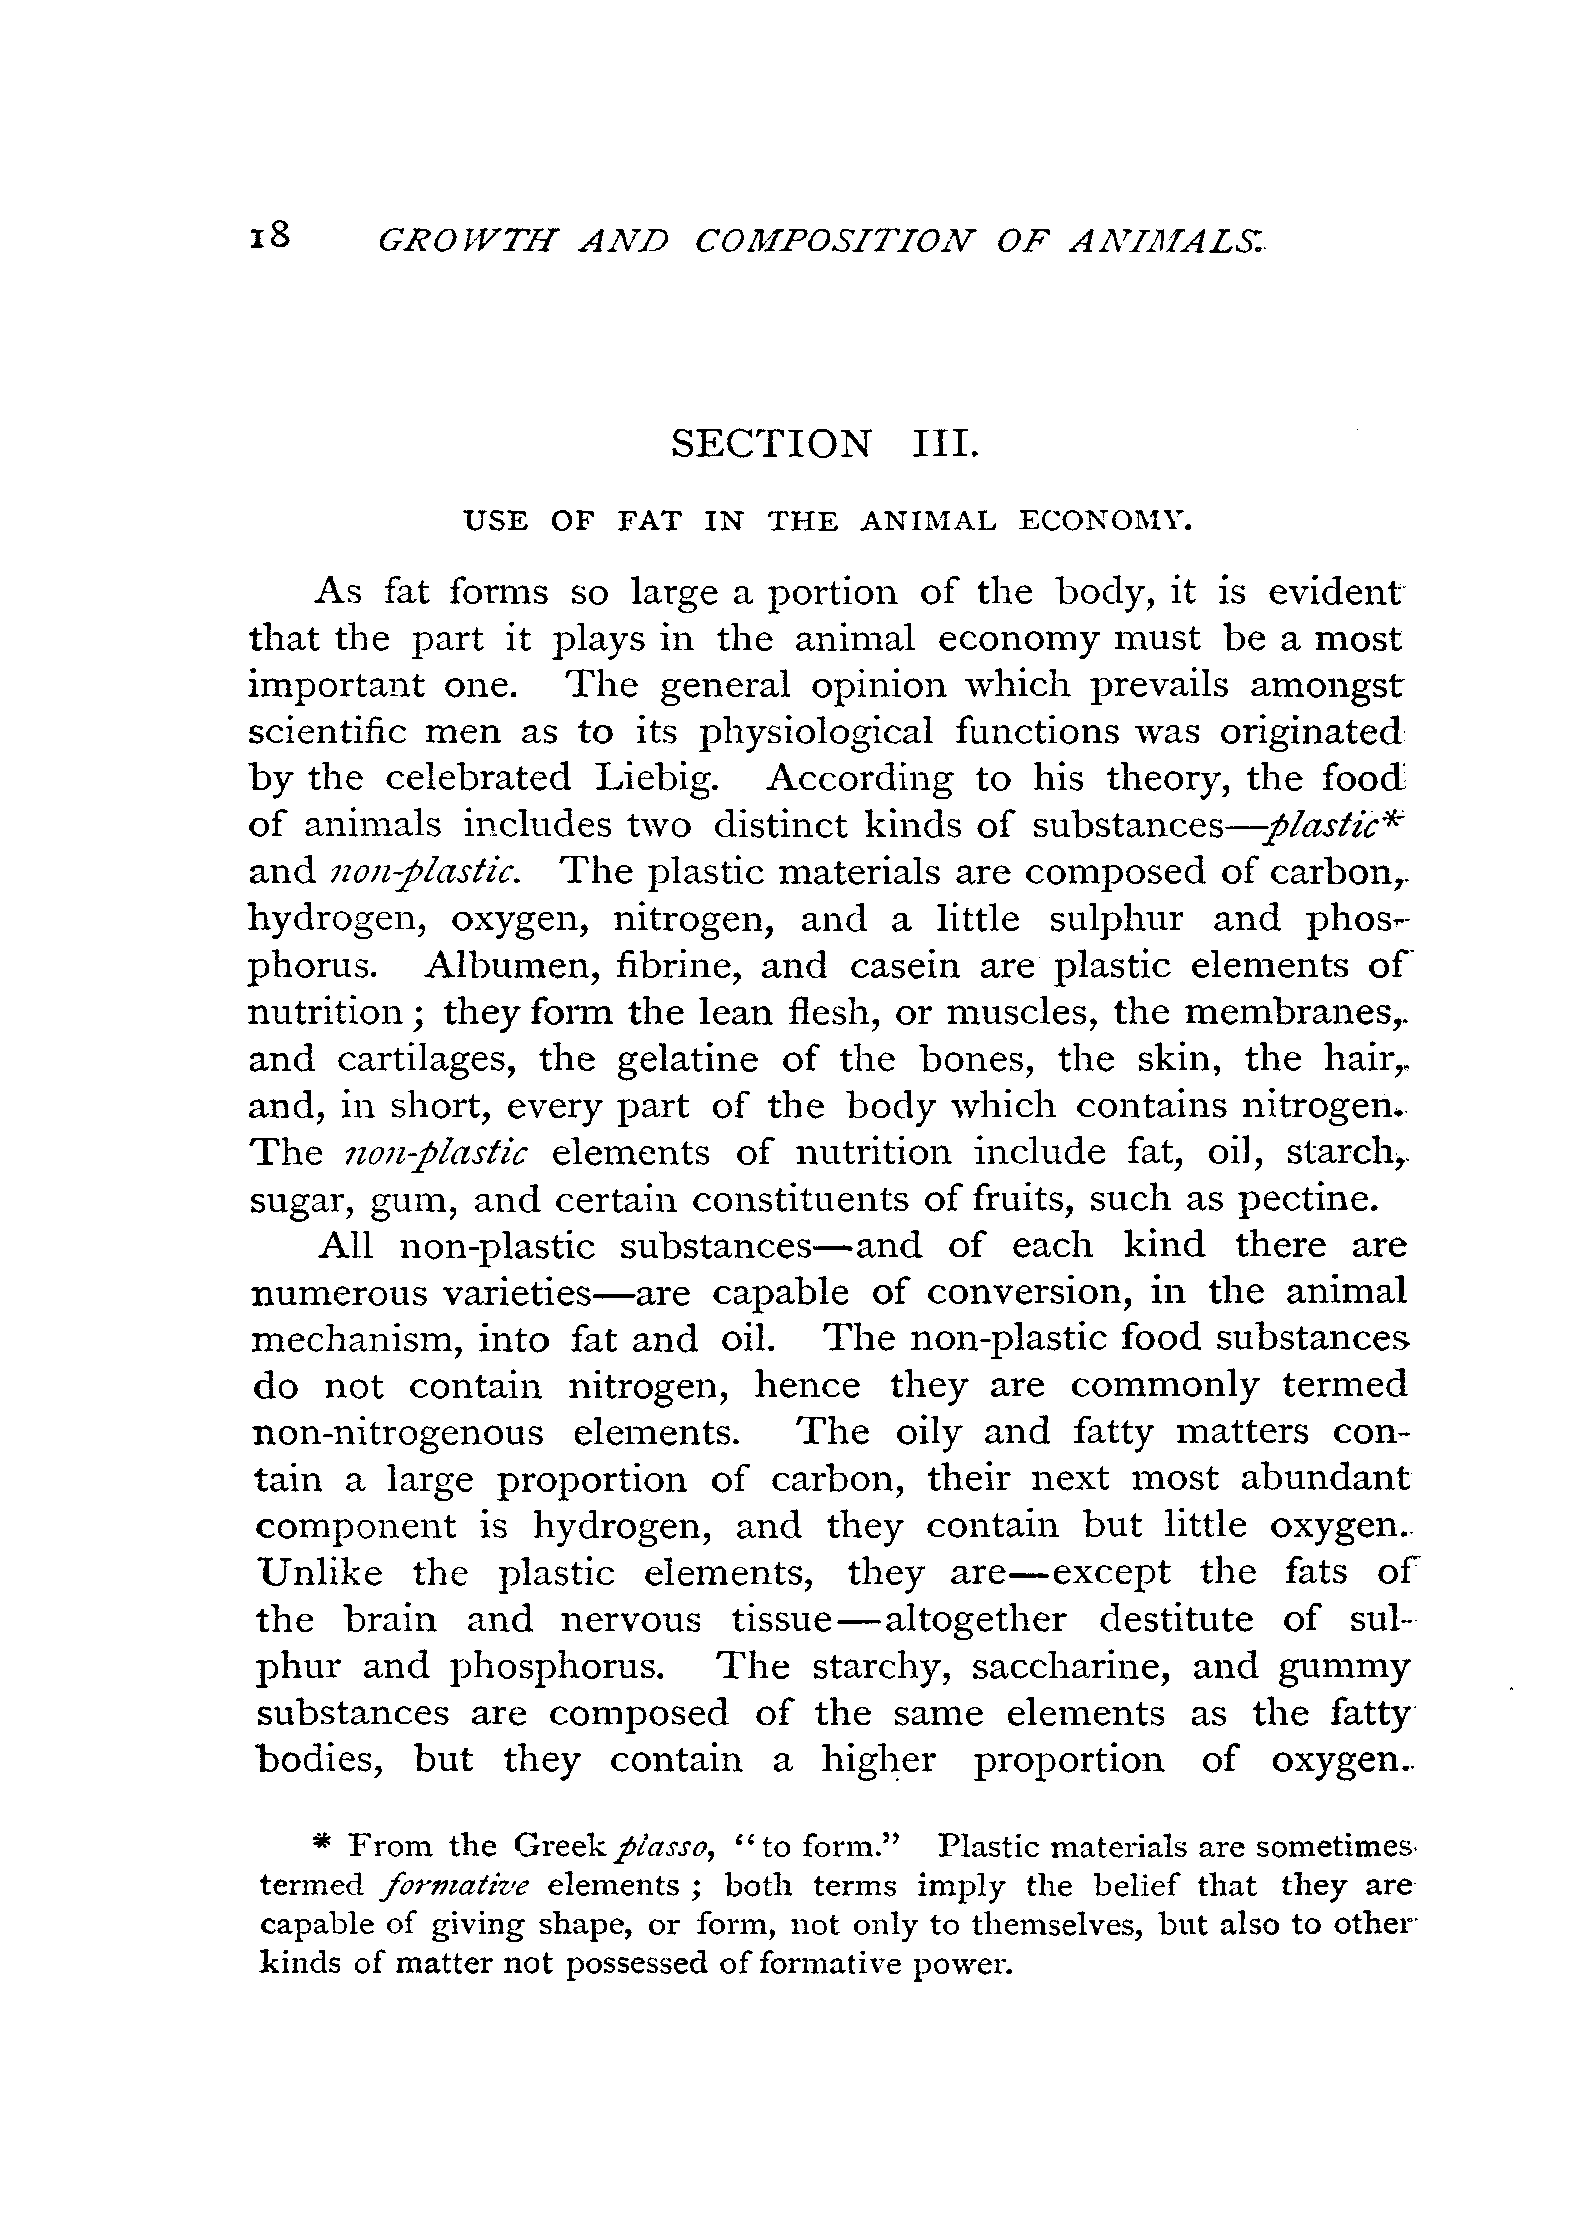 18 GROWTH AND COMPOSITION OF ANIMALS.
SECTION III.
USE OF FAT IN THE ANIMAL ECONOMY.
As fat forms so large a portion of the body, it is evident
that the part it plays in the animal economy must be a most
important one. The general opinion which prevails amongst
scientific men as to its physiological functions was originated
by the celebrated Liebig. According to his theory, the food
of animals includes two distinct kinds of substances—plastic*
and non-plastic. The plastic materials are composed of carbon,
hydrogen, oxygen, nitrogen, and a little sulphur and phos-
phorus. Albumen, fibrine, and casein are plastic elements of
nutrition; they form the lean flesh, or muscles, the membranes,
and cartilages, the gelatine of the bones, the skin, the hair,
and, in short, every part of the body which contains nitrogen.
The non-plastic elements of nutrition include fat, oil, starch,
sugar, gum, and certain constituents of fruits, such as pectine.
All non-plastic substances—and of each kind there are
numerous varieties—are capable of conversion, in the animal
mechanism, into fat and oil. The non-plastic food substances
do not contain nitrogen, hence they are commonly termed
non-nitrogenous elements. The oily and fatty matters con-
tain a large proportion of carbon, their next most abundant
component is hydrogen, and they contain but little oxygen.
Unlike the plastic elements, they are—except the fats of
the brain and nervous tissue—altogether destitute of sul-
phur and phosphorus. The starchy, saccharine, and gummy
substances are composed of the same elements as the fatty
bodies, but they contain a higher proportion of oxygen.
* From the Greek plasso, "to form." Plastic materials are sometimes
termed formative elements; both terms imply the belief that they are
capable of giving shape, or form, not only to themselves, but also to other
kinds of matter not possessed of formative power.